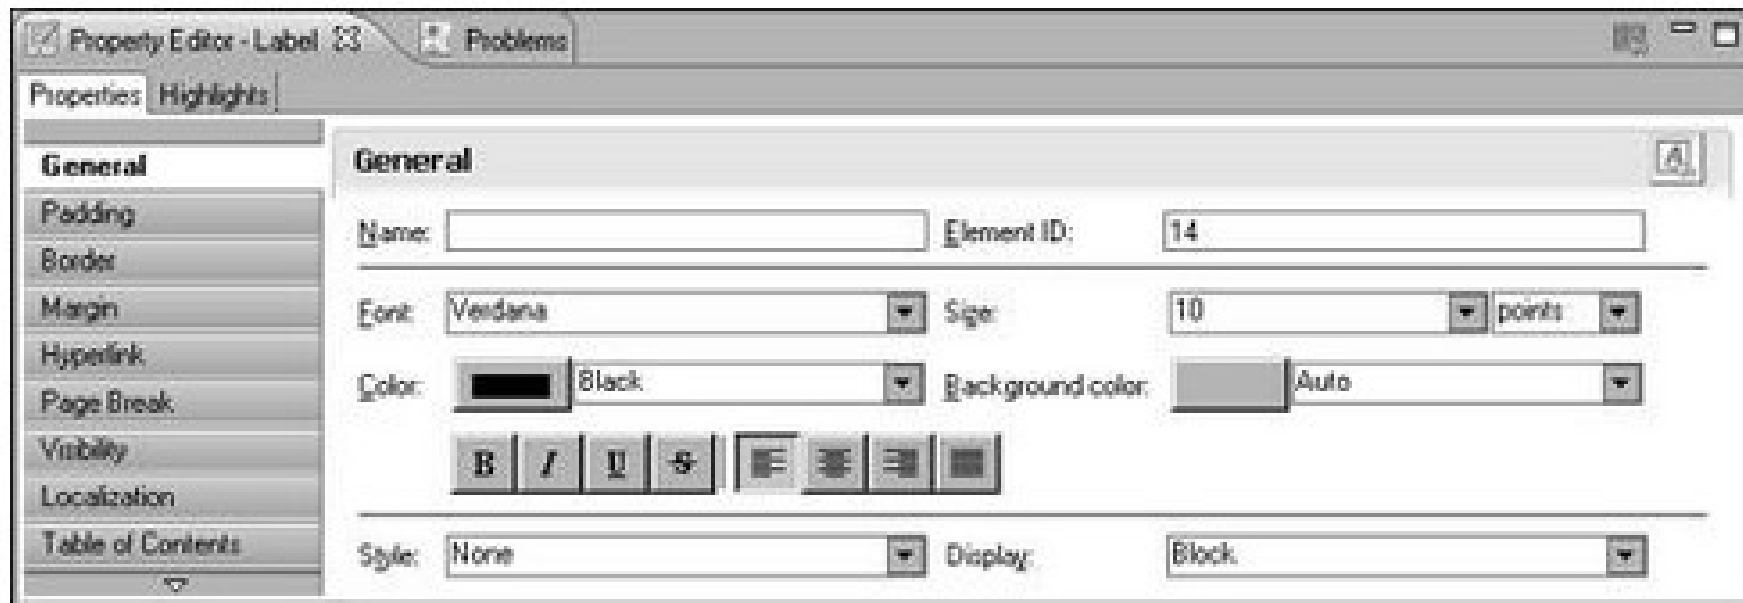 Property Editor - Label Problems
Properties Highlights
General
Padding
Border
Margin
Hyperlink
Page Break
Visibility
Localization
Table of Contents
General
Name: Element ID: 14
Font: Verdana Size: 10 points
Color: Black Background color: Auto
B I U S
Style: None Display: Block